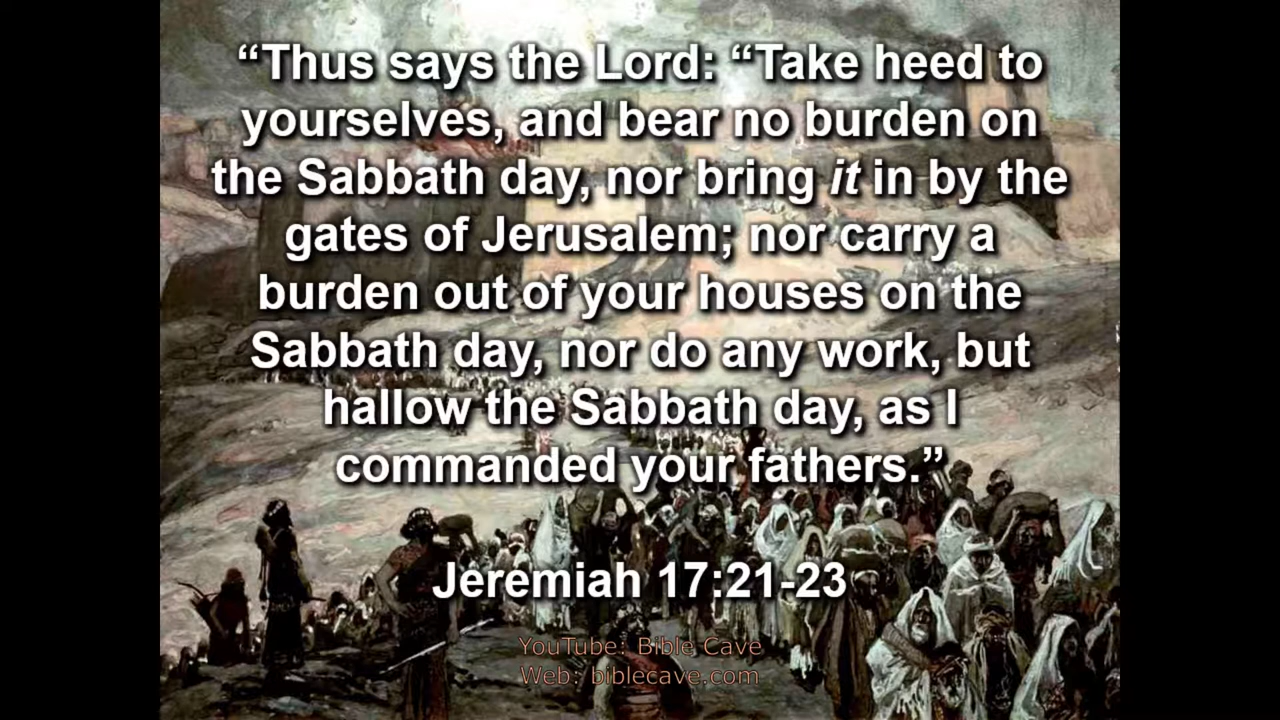 “Thus says the Lord: “Take heed to
yourselves, and bear no burden on
the Sabbath day, nor bring it in by the
gates of Jerusalem; nor carry a
burden out of your houses on the
Sabbath day, nor do any work, but
hallow the Sabbath day, as I
commanded your fathers.”
Jeremiah 17:21-23
YouTube: Bible Cave
Web: biblecave.com